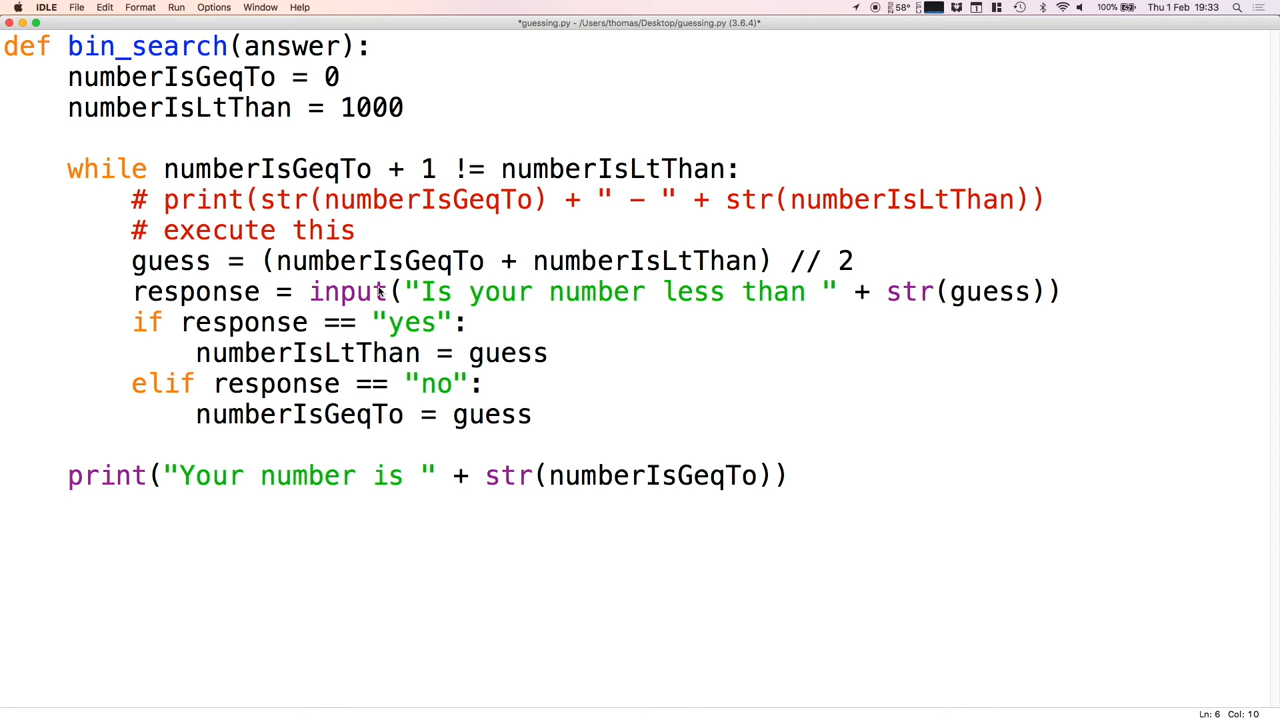 IDLE File Edit Format Run Options Window Help 58° 100% Thu 1 Feb 19:33
*guessing.py - /Users/thomas/Desktop/guessing.py (3.6.4)*
def bin_search(answer):
    numberIsGeqTo = 0
    numberIsLtThan = 1000
    while numberIsGeqTo + 1 != numberIsLtThan:
        # print(str(numberIsGeqTo) + " - " + str(numberIsLtThan))
        # execute this
        guess = (numberIsGeqTo + numberIsLtThan) // 2
        response = input("Is your number less than " + str(guess))
        if response == "yes":
            numberIsLtThan = guess
        elif response == "no":
            numberIsGeqTo = guess
    print("Your number is " + str(numberIsGeqTo))
Ln: 6 Col: 10